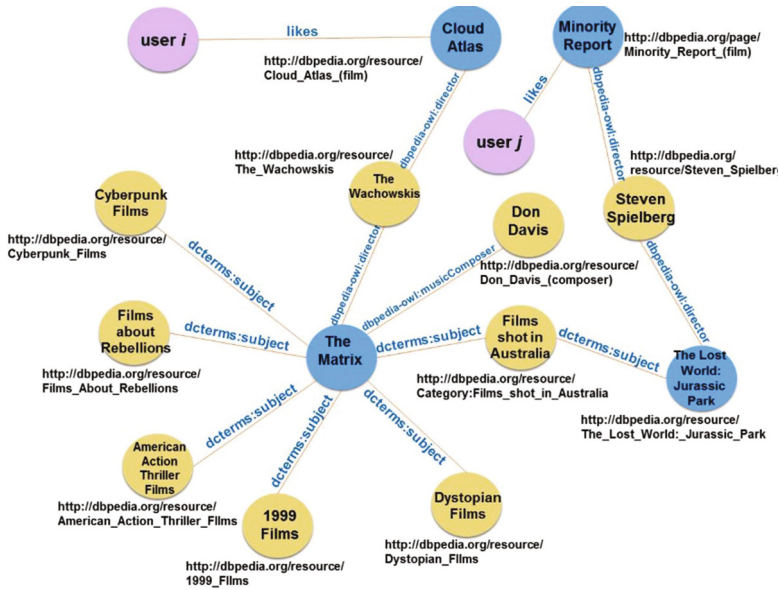 user i
likes
Cloud
Atlas
http://dbpedia.org/resource/
Cloud_Atlas_(film)
Minority
Report
http://dbpedia.org/page/
Minority_Report_(film)
dbpedia-owl:director
dbpedia-owl:director
likes
user j
http://dbpedia.org/resource/
The_Wachowskis
The
Wachowskis
http://dbpedia.org/
resource/Steven_Spielberg
Steven
Spielberg
Cyberpunk
Films
http://dbpedia.org/resource/
Cyberpunk_Films
Don
Davis
http://dbpedia.org/resource/
Don_Davis_(composer)
dcterms:subject
dbpedia-owl:director
dbpedia-owl:musicComposer
dbpedia-owl:director
Films
about
Rebellions
http://dbpedia.org/resource/
Films_About_Rebellions
dcterms:subject
The
Matrix
dcterms:subject
Films
shot in
Australia
http://dbpedia.org/resource/
Category:Films_shot_in_Australia
dcterms:subject
The Lost
World:
Jurassic
Park
http://dbpedia.org/resource/
The_Lost_World:_Jurassic_Park
dcterms:subject
dcterms:subject
dcterms:subject
American
Action
Thriller
Films
http://dbpedia.org/resource/
American_Action_Thriller_FIlms
1999
Films
http://dbpedia.org/resource/
1999_FIlms
Dystopian
Films
http://dbpedia.org/resource/
Dystopian_FIlms